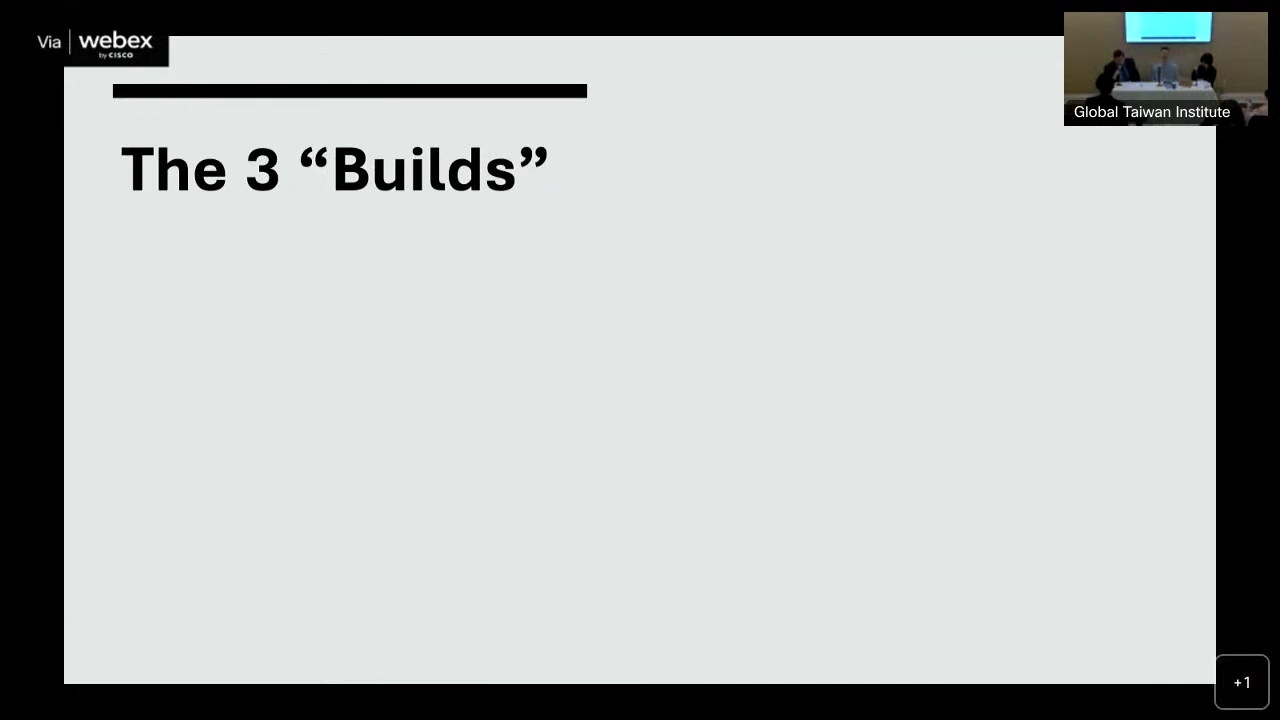 Via webex
by CISCO
Global Taiwan Institute
The 3 “Builds”
+1